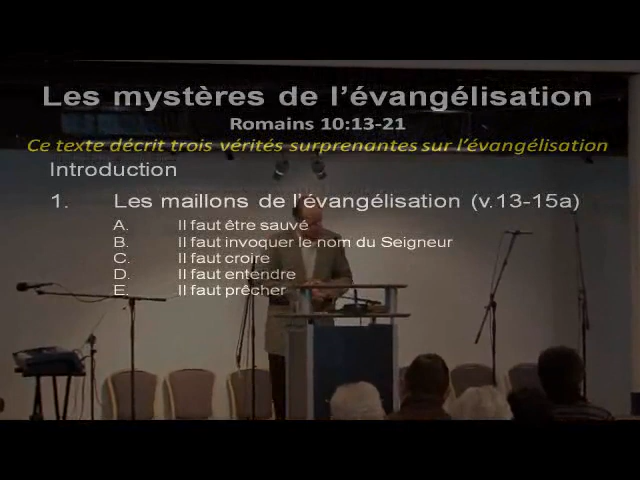 Les mystères de l'évangélisation
Romains 10:13-21
Ce texte décrit trois vérités surprenantes sur l'évangélisation
Introduction
1. Les maillons de l'évangélisation (v.13-15a)
A. Il faut être sauvé
B. Il faut invoquer le nom du Seigneur
C. Il faut croire
D. Il faut entendre
E. Il faut prêcher